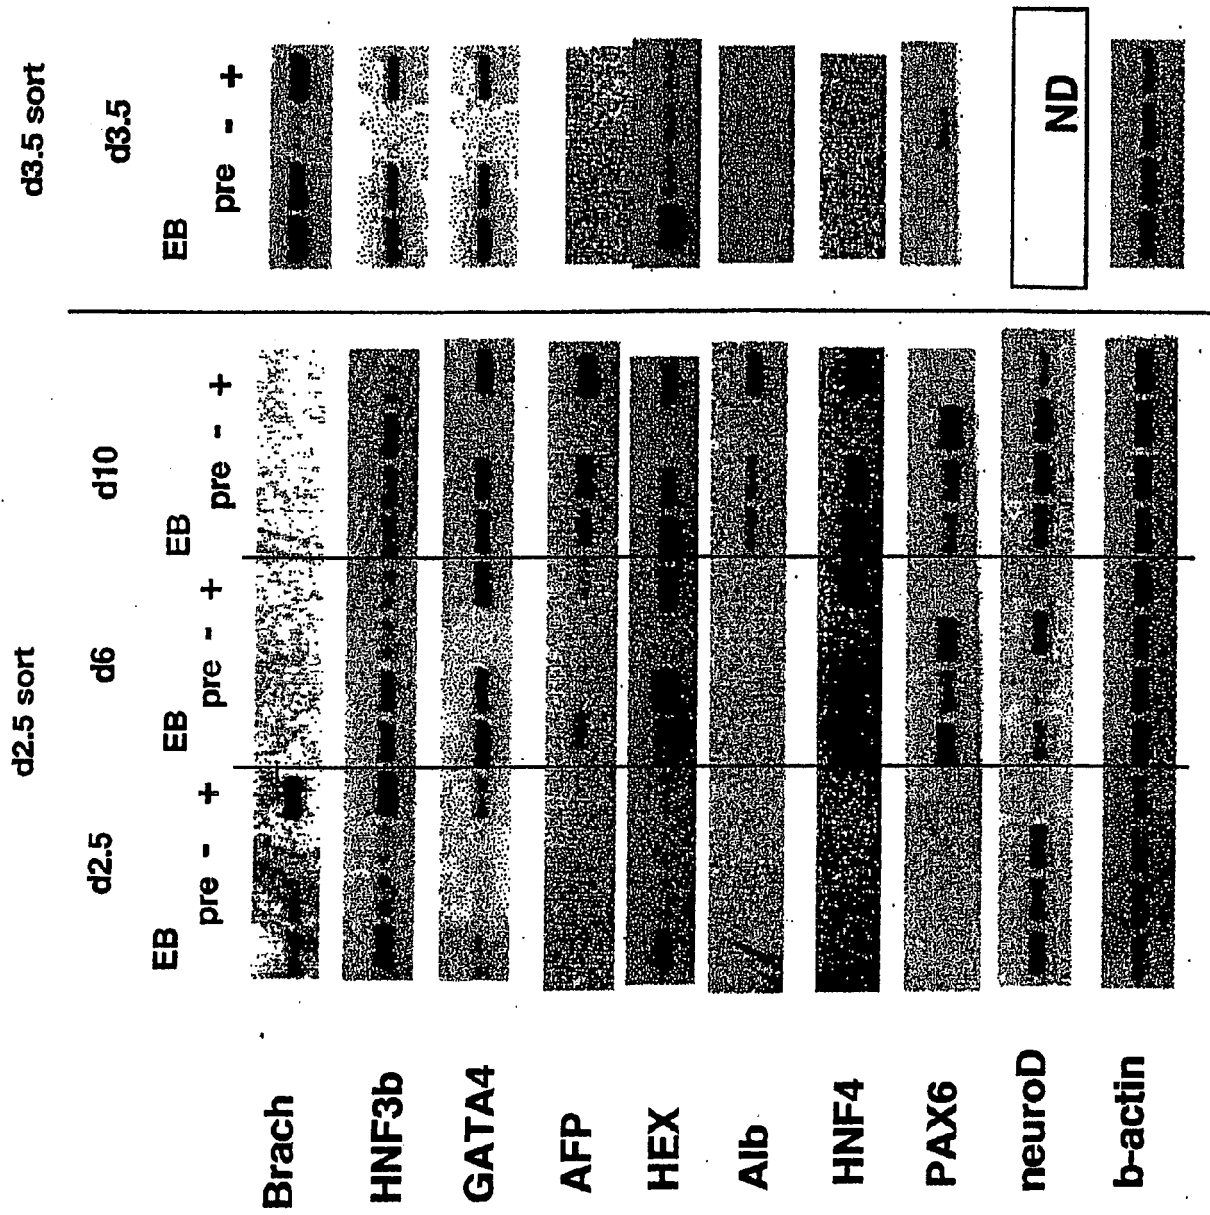 d2.5 sort d3.5 sort
d2.5 d6 d10 d3.5
EB pre - + EB pre - + EB pre - + EB pre - +
Brach
HNF3b
GATA4
AFP
HEX
Alb
HNF4
PAX6
neuroD ND
b-actin